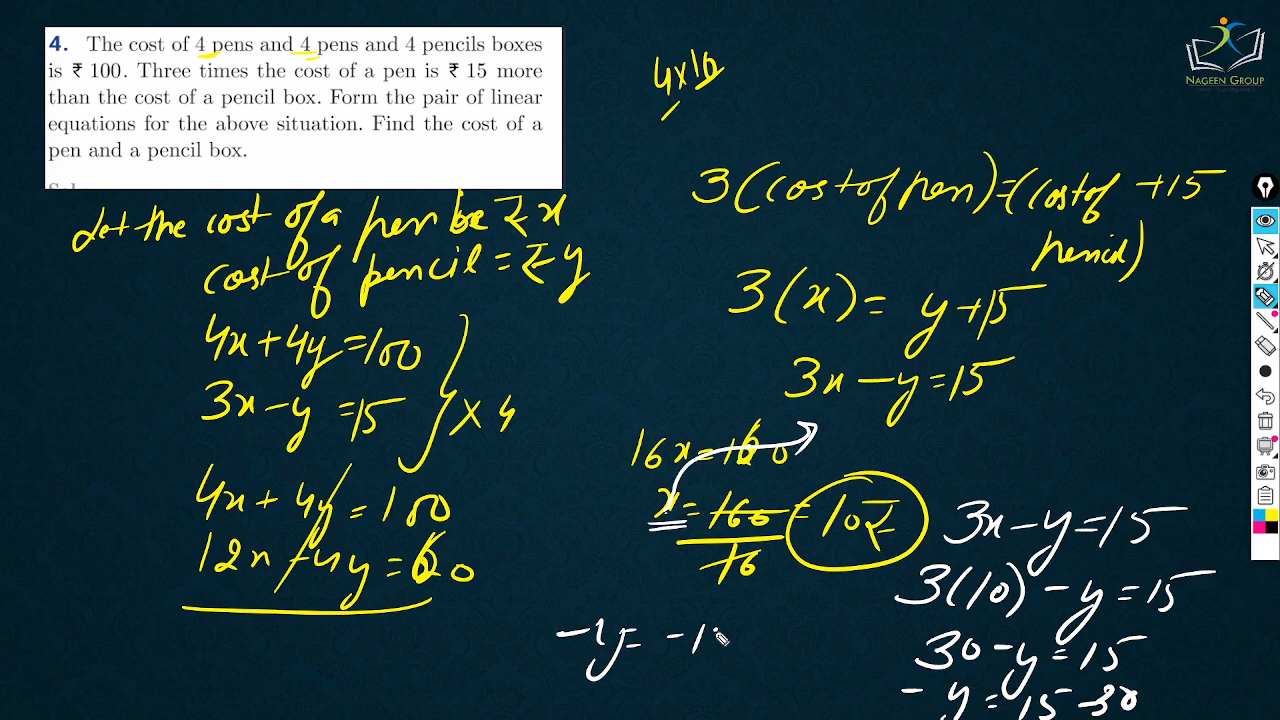 4. The cost of 4 pens and 4 pens and 4 pencils boxes
is ₹ 100. Three times the cost of a pen is ₹ 15 more
than the cost of a pencil box. Form the pair of linear
equations for the above situation. Find the cost of a
pen and a pencil box.
Let the cost of a pen be ₹ x
cost of pencil = ₹ y
4x + 4y = 100
3x - y = 15
} × 4
4x + 4y = 100
12x - 4y = 60
4×16
3(cost of pen) = (cost of pencil) + 15
3(x) = y + 15
3x - y = 15
16x = 160
x = 160/16 = 10₹
3x - y = 15
3(10) - y = 15
30 - y = 15
- y = 15 - 30
- y = - 1
NAGEEN GROUP